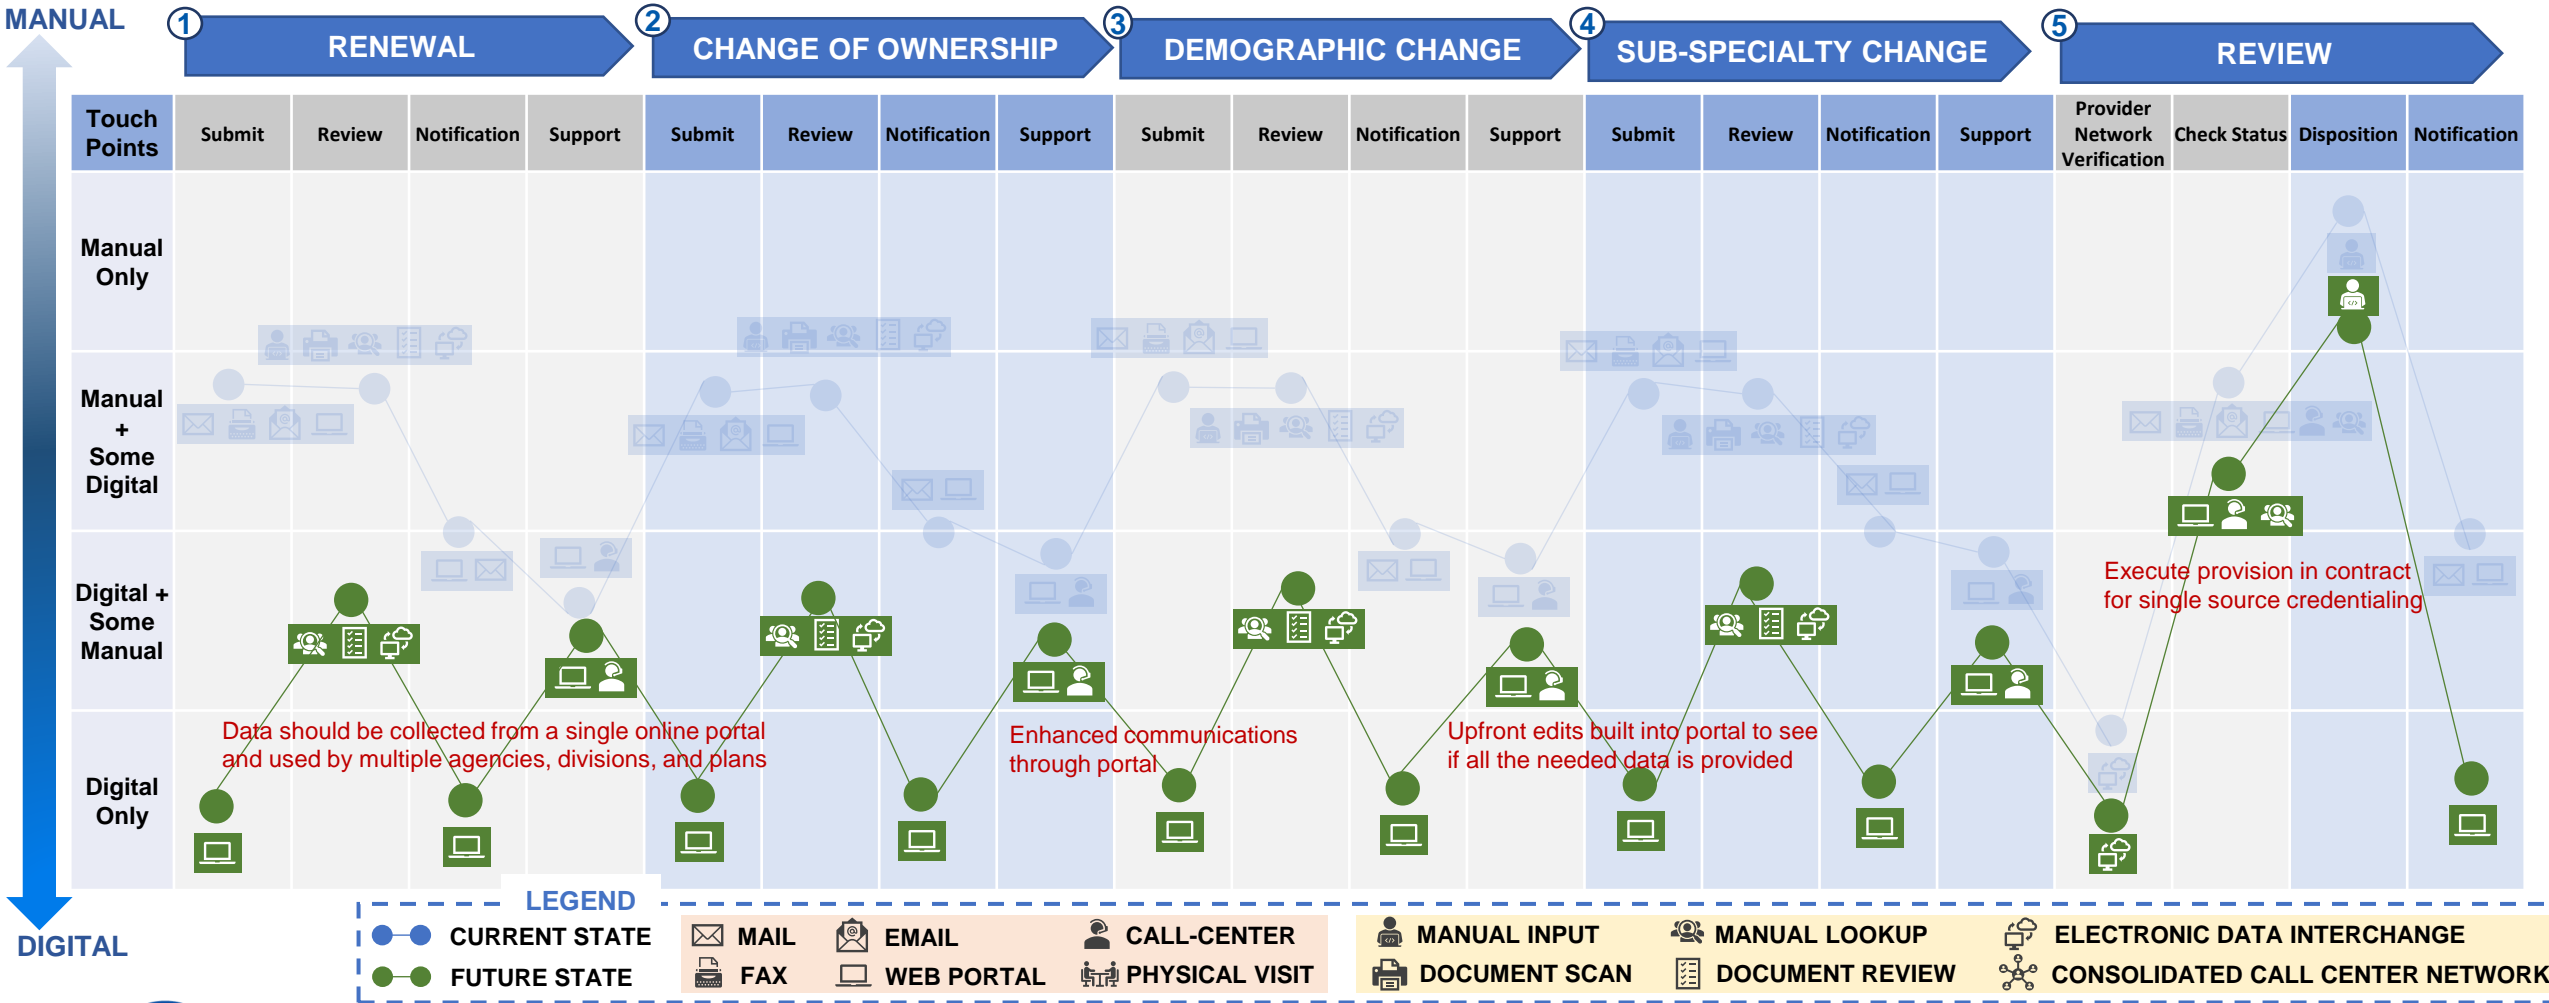 MANUAL
1 RENEWAL
2 CHANGE OF OWNERSHIP
3 DEMOGRAPHIC CHANGE
4 SUB-SPECIALTY CHANGE
5 REVIEW
Touch
Points
Submit
Review
Notification
Support
Submit
Review
Notification
Support
Submit
Review
Notification
Support
Submit
Review
Notification
Support
Provider
Network
Verification
Check Status
Disposition
Notification
Manual
Only
Manual
+
Some
Digital
Digital +
Some
Manual
Digital
Only
Execute provision in contract
for single source credentialing
Data should be collected from a single online portal
and used by multiple agencies, divisions, and plans
Enhanced communications
through portal
Upfront edits built into portal to see
if all the needed data is provided
DIGITAL
LEGEND
CURRENT STATE
FUTURE STATE
MAIL
FAX
EMAIL
WEB PORTAL
CALL-CENTER
PHYSICAL VISIT
MANUAL INPUT
DOCUMENT SCAN
MANUAL LOOKUP
DOCUMENT REVIEW
ELECTRONIC DATA INTERCHANGE
CONSOLIDATED CALL CENTER NETWORK